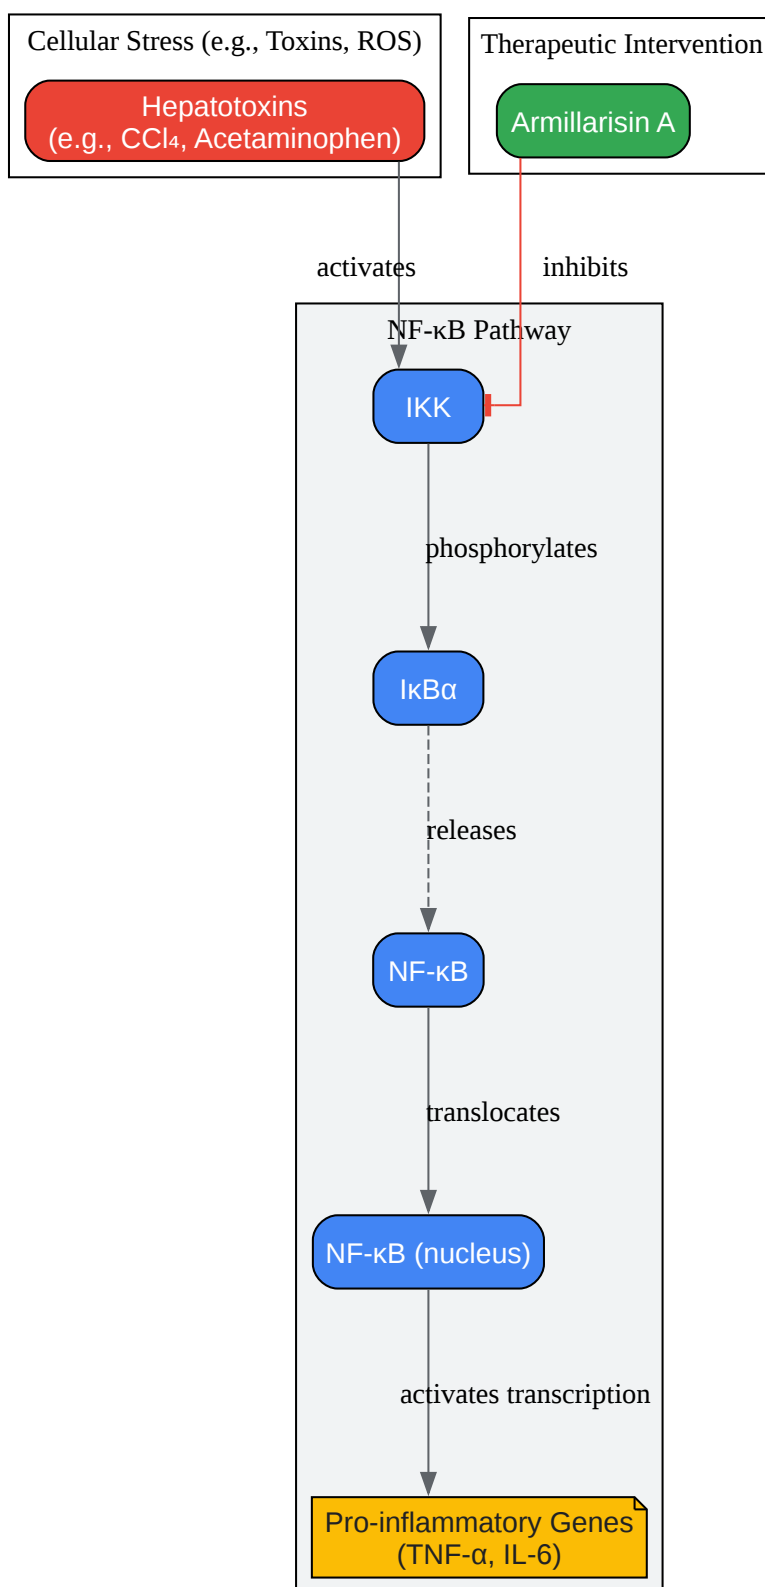 Cellular Stress (e.g., Toxins, ROS)
Therapeutic Intervention
Hepatotoxins
(e.g., CCl₄, Acetaminophen)
Armillarisin A
activates
inhibits
NF-κB Pathway
IKK
phosphorylates
IκBα
releases
NF-κB
translocates
NF-κB (nucleus)
activates transcription
Pro-inflammatory Genes
(TNF-α, IL-6)